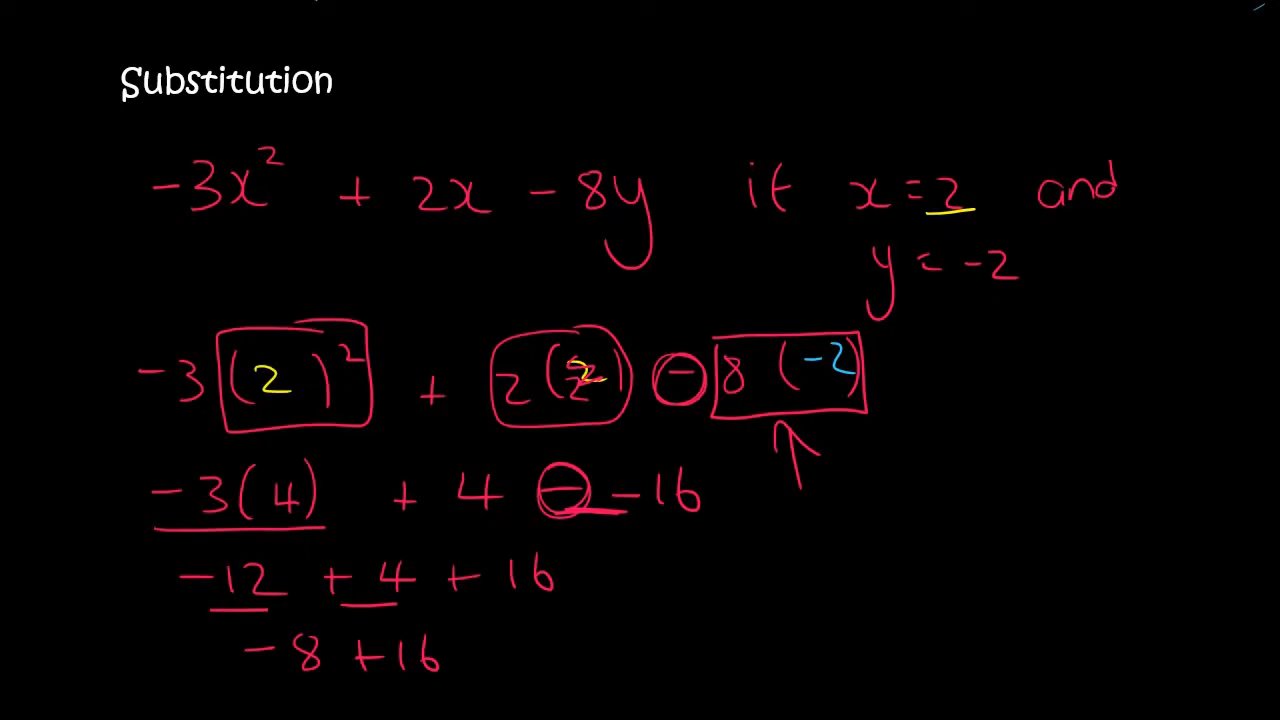 Substitution
-3x² + 2x - 8y if x = 2 and
y = -2
-3(2)² + 2(2) - 8(-2)
-3(4) + 4 - -16
-12 + 4 + 16
-8 + 16